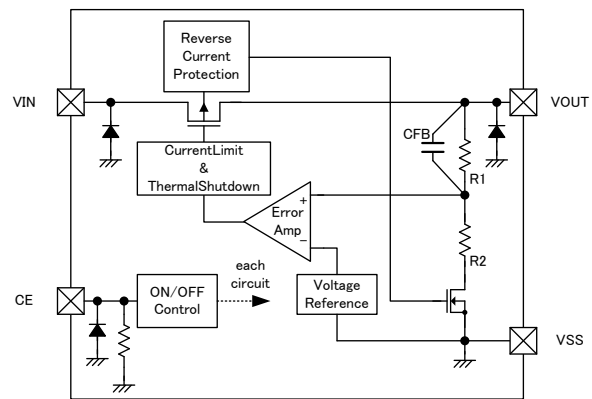 Reverse
Current
Protection
VIN
VOUT
CFB
R1
CurrentLimit
&
ThermalShutdown
+
Error
Amp
−
R2
each
circuit
CE
ON/OFF
Control
Voltage
Reference
VSS